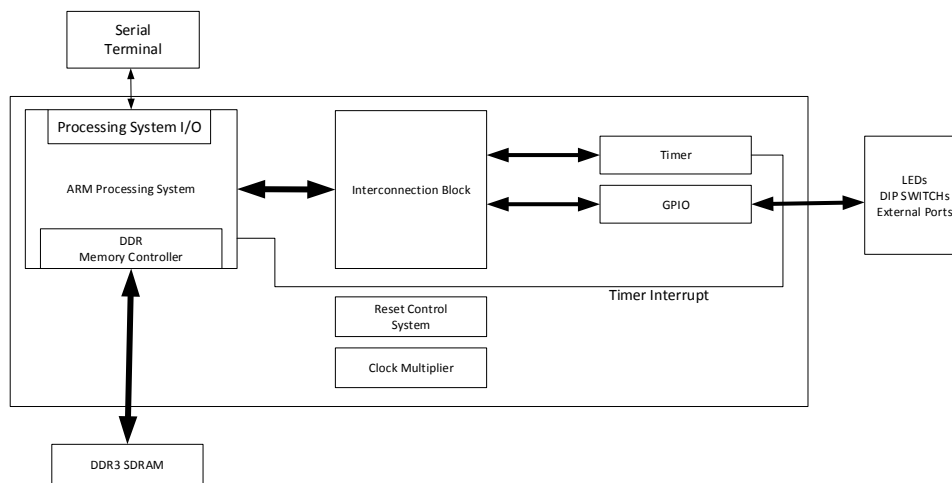 Serial
Terminal
Processing System I/O
ARM Processing System
Interconnection Block
Timer
GPIO
LEDs
DIP SWITCHs
External Ports
DDR
Memory Controller
Timer Interrupt
Reset Control
System
Clock Multiplier
DDR3 SDRAM